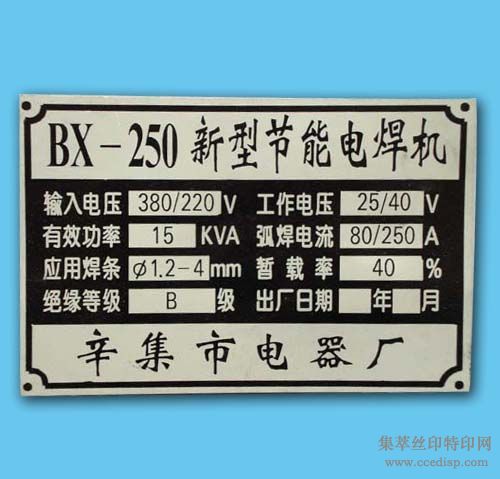 BX-250 新型节能电焊机
输入电压 380/220 V 工作电压 25/40 V
有效功率 15 KVA 弧焊电流 80/250 A
应用焊条 φ1.2-4 mm 暂载率 40 %
绝缘等级 B 级 出厂日期 年 月
辛集市电器厂
集萃丝印特印网
www.ccedisp.com